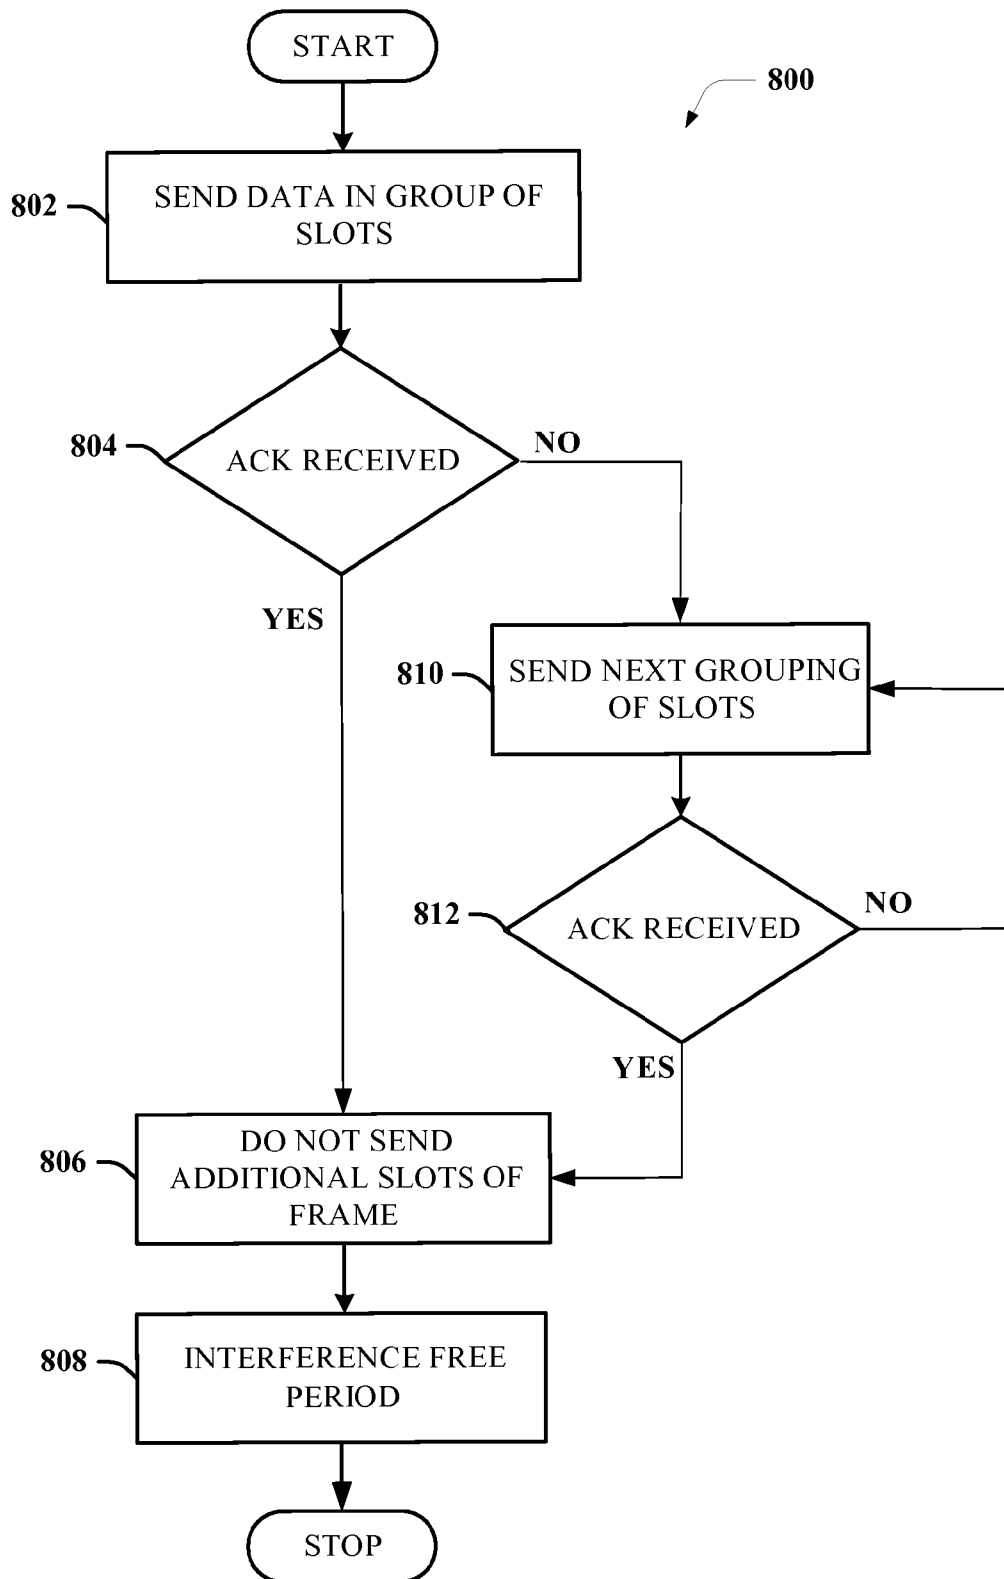 START
800
802
SEND DATA IN GROUP OF
SLOTS
804
ACK RECEIVED
NO
YES
810
SEND NEXT GROUPING
OF SLOTS
812
ACK RECEIVED
NO
YES
806
DO NOT SEND
ADDITIONAL SLOTS OF
FRAME
808
INTERFERENCE FREE
PERIOD
STOP